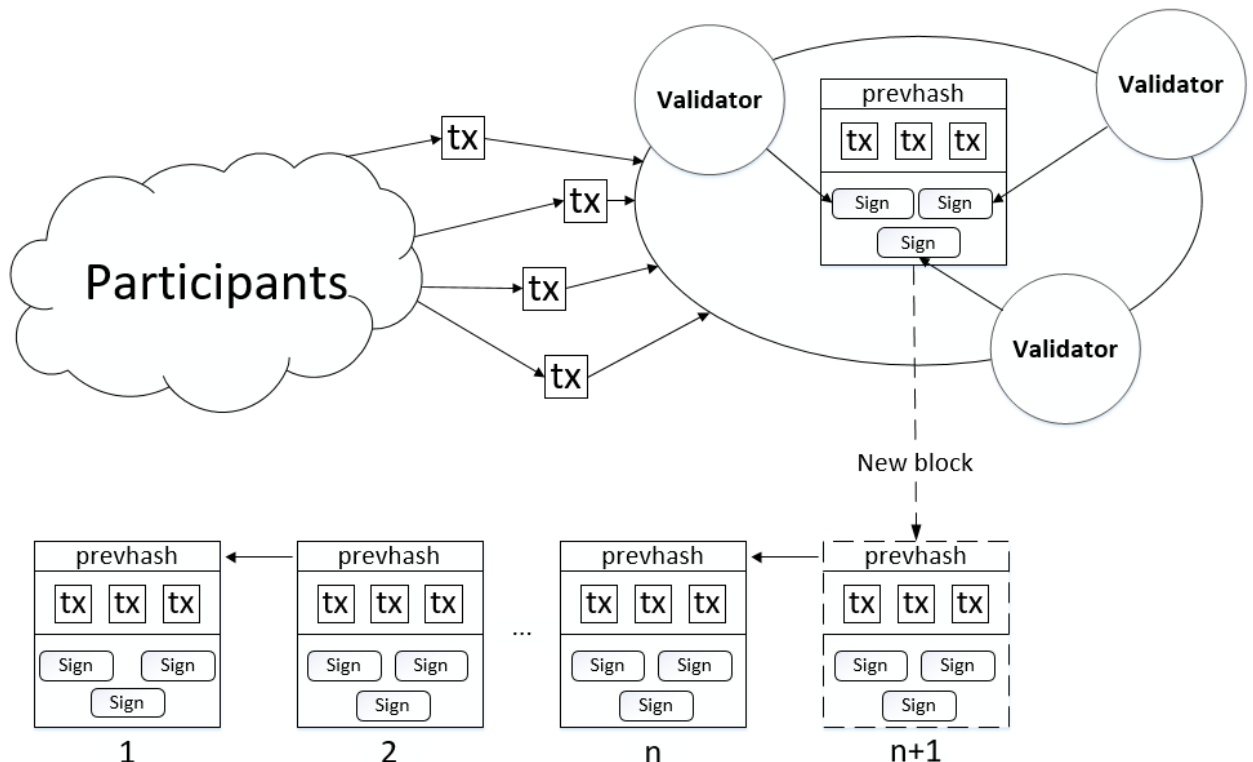 Validator
Validator
prevhash
tx
tx tx tx
tx
Sign Sign
Sign
Participants
tx
Validator
tx
New block
prevhash prevhash prevhash prevhash
tx tx tx tx tx tx tx tx tx tx tx tx
...
Sign Sign Sign Sign Sign Sign Sign Sign
Sign Sign Sign Sign
1 2 n n+1